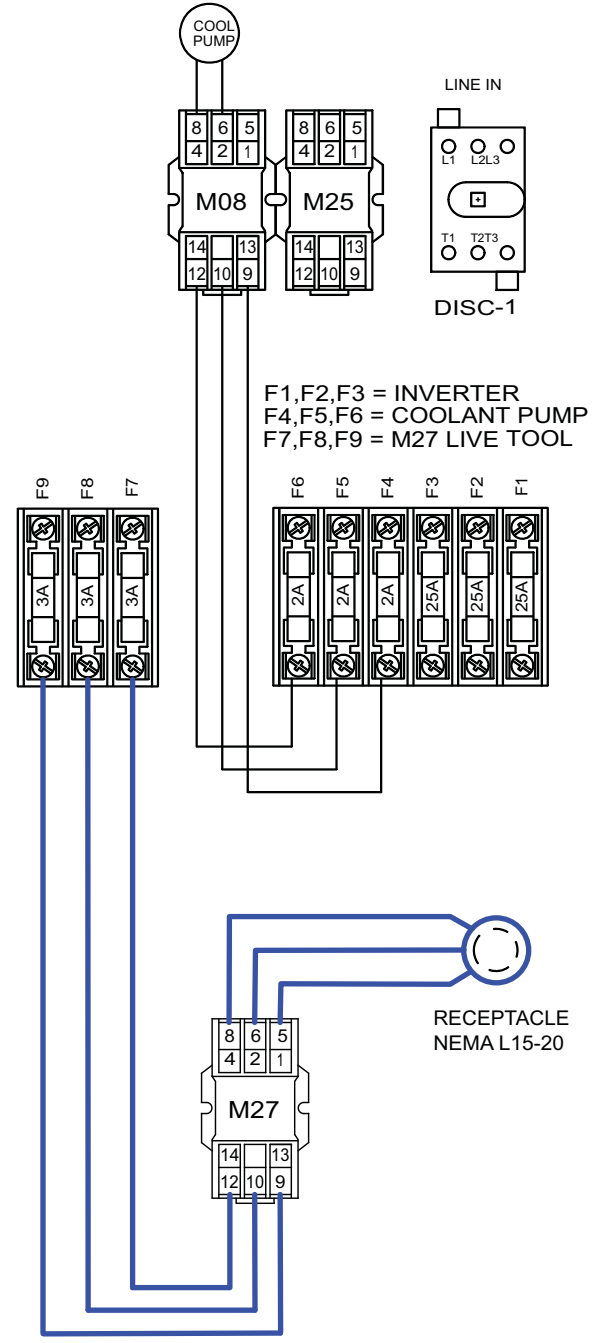 COOL
PUMP
LINE IN
8 6 5
4 2 1
M08
14 13
12 10 9
8 6 5
4 2 1
M25
14 13
12 10 9
L1 L2L3
T1 T2T3
DISC-1
F1,F2,F3 = INVERTER
F4,F5,F6 = COOLANT PUMP
F7,F8,F9 = M27 LIVE TOOL
F9 F8 F7
3A 3A 3A
F6 F5 F4 F3 F2 F1
2A 2A 2A 25A 25A 25A
RECEPTACLE
NEMA L15-20
8 6 5
4 2 1
M27
14 13
12 10 9